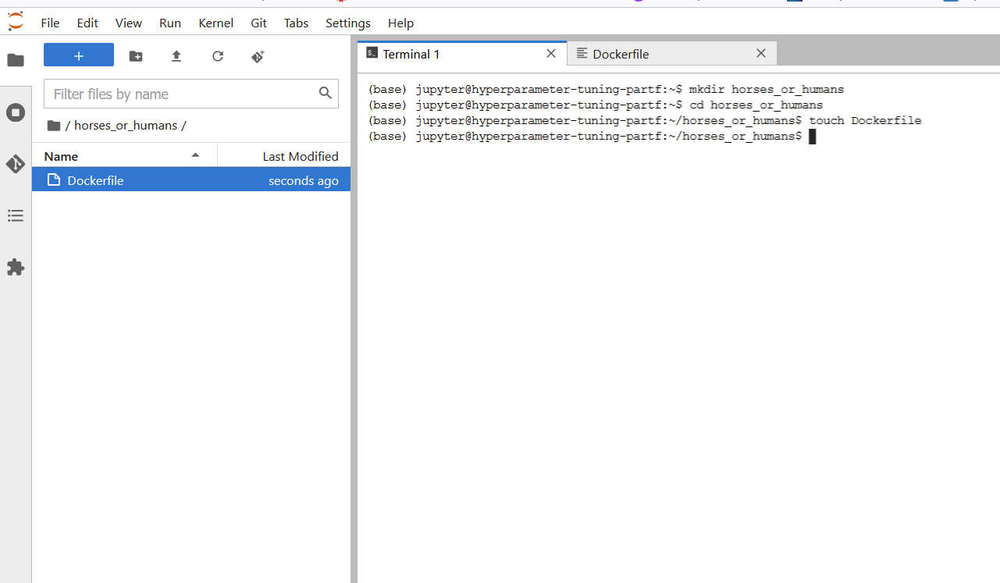 File Edit View Run Kernel Git Tabs Settings Help
+
Filter files by name
/ horses_or_humans /
Name Last Modified
Dockerfile seconds ago
$_ Terminal 1 Dockerfile
(base) jupyter@hyperparameter-tuning-partf:~$ mkdir horses_or_humans
(base) jupyter@hyperparameter-tuning-partf:~$ cd horses_or_humans
(base) jupyter@hyperparameter-tuning-partf:~/horses_or_humans$ touch Dockerfile
(base) jupyter@hyperparameter-tuning-partf:~/horses_or_humans$